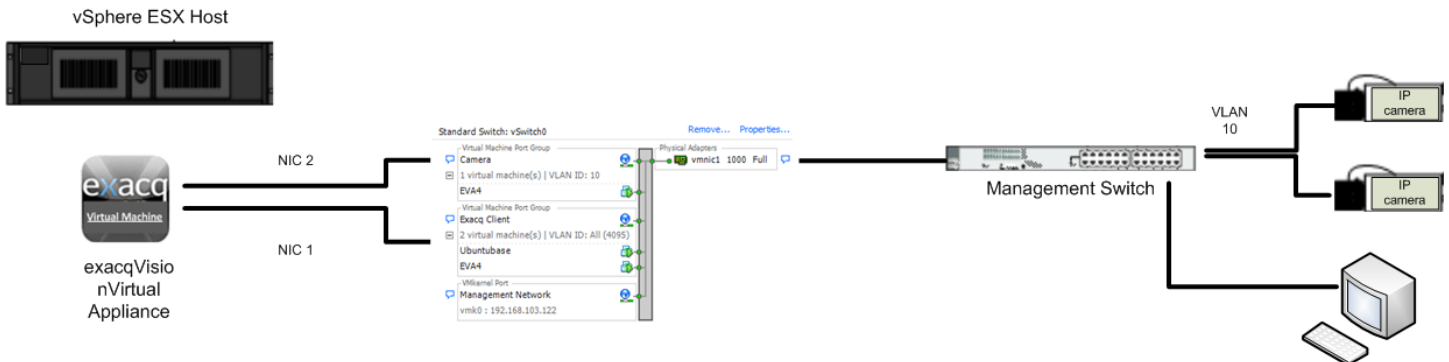 vSphere ESX Host
NIC 2
NIC 1
exacq
Virtual Machine
exacqVisio
nVirtual
Appliance
Standard Switch: vSwitch0
Remove... Properties...
Virtual Machine Port Group
Camera
1 virtual machine(s) | VLAN ID: 10
EVA4
Virtual Machine Port Group
Exacq Client
2 virtual machine(s) | VLAN ID: All (4095)
Ubuntubase
EVA4
VMkernel Port
Management Network
vmk0 : 192.168.103.122
Physical Adapters
vmnic1 1000 Full
Management Switch
VLAN
10
IP
camera
IP
camera